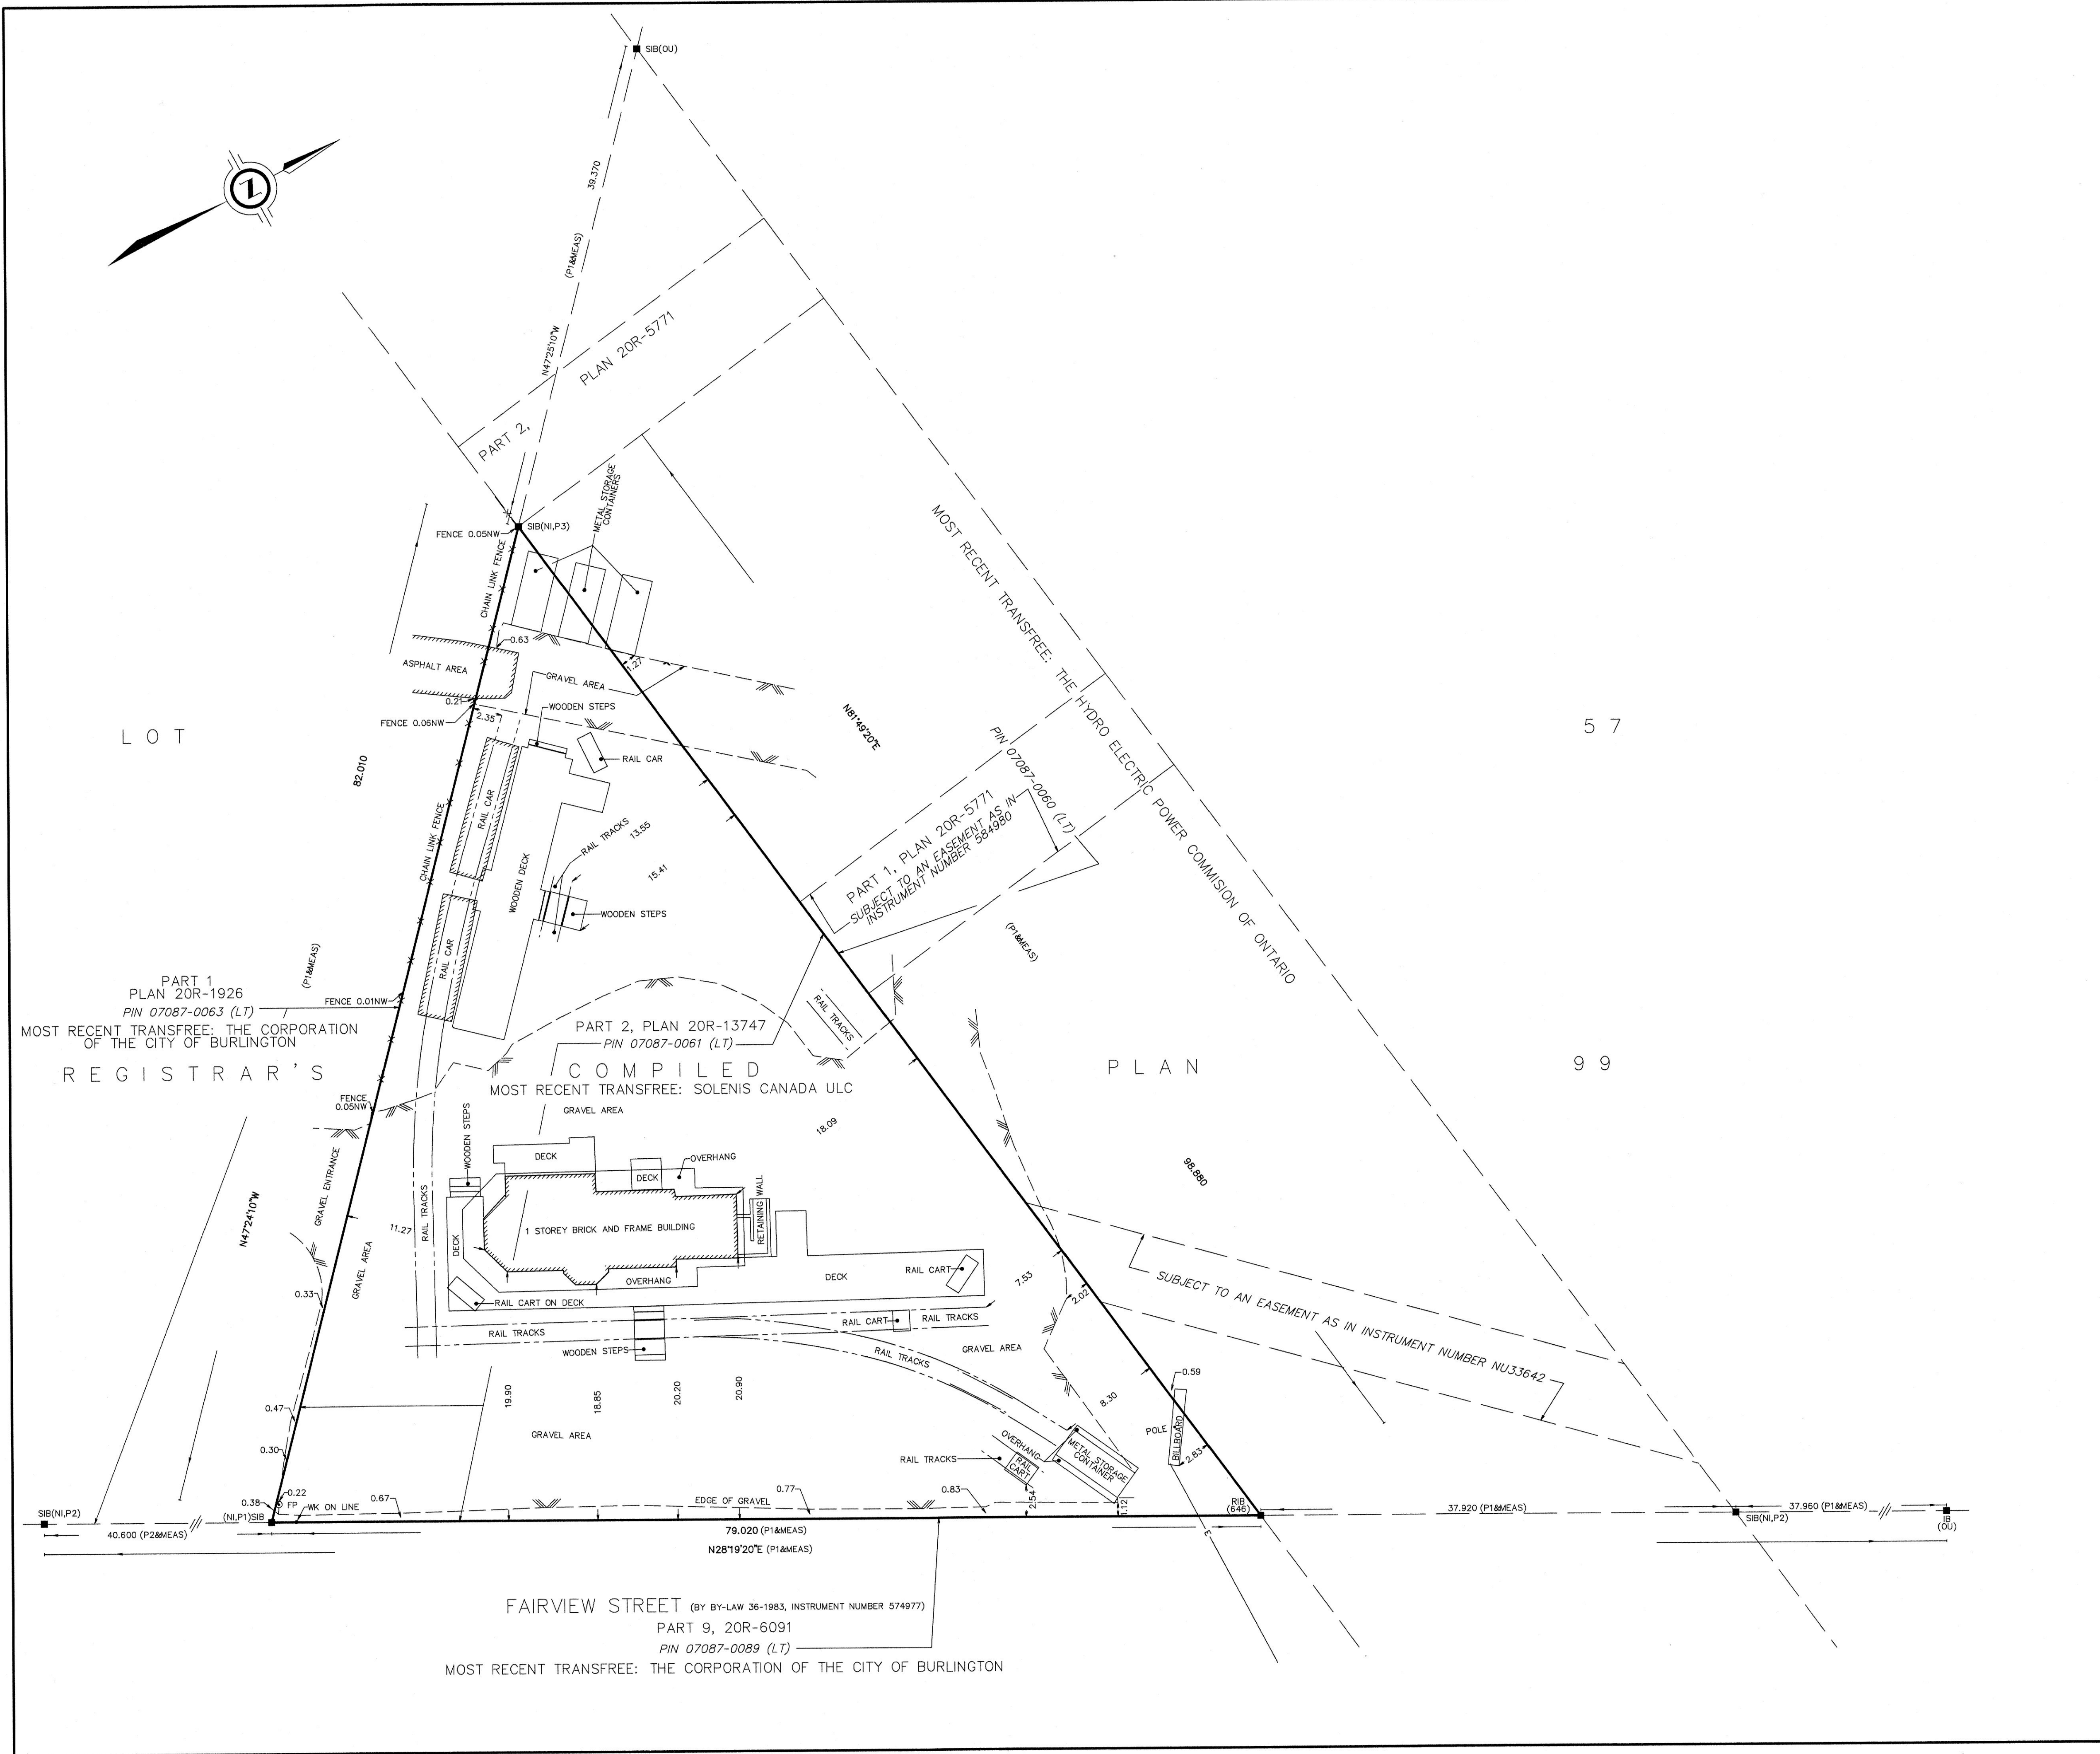 SIB(OU)
N
39.370
(P1&MEAS)
N47°25'10"W
PLAN 20R-5771
PART 2,
METAL STORAGE
CONTAINERS
SIB(NI,P3)
FENCE 0.05NW
CHAIN LINK FENCE
0.63
ASPHALT AREA
1.27
GRAVEL AREA
0.21
2.35
WOODEN STEPS
FENCE 0.06NW
RAIL CAR
MOST RECENT TRANSFREE: THE HYDRO ELECTRIC POWER COMMISION OF ONTARIO
N81°49'20"E
PIN 07087-0060 (LT)
LOT
57
82.010
RAIL CAR
CHAIN LINK FENCE
WOODEN DECK
RAIL TRACKS
13.55
15.41
WOODEN STEPS
PART 1, PLAN 20R-5771
SUBJECT TO AN EASEMENT AS IN
INSTRUMENT NUMBER 584980
RAIL CAR
(P1&MEAS)
(P1&MEAS)
PART 1
PLAN 20R-1926
PIN 07087-0063 (LT)
MOST RECENT TRANSFREE: THE CORPORATION
OF THE CITY OF BURLINGTON
FENCE 0.01NW
RAIL TRACKS
PART 2, PLAN 20R-13747
PIN 07087-0061 (LT)
REGISTRAR'S
COMPILED
PLAN
99
MOST RECENT TRANSFREE: SOLENIS CANADA ULC
FENCE
0.05NW
GRAVEL AREA
18.09
WOODEN STEPS
DECK
OVERHANG
DECK
98.880
GRAVEL ENTRANCE
N47°24'10"W
11.27
RAIL TRACKS
DECK
1 STOREY BRICK AND FRAME BUILDING
RETAINING WALL
GRAVEL AREA
OVERHANG
DECK
RAIL CART
7.53
2.02
SUBJECT TO AN EASEMENT AS IN INSTRUMENT NUMBER NU33642
0.33
RAIL CART ON DECK
RAIL TRACKS
RAIL CART
RAIL TRACKS
WOODEN STEPS
RAIL TRACKS
GRAVEL AREA
0.59
19.90
18.85
20.20
20.90
8.30
0.47
GRAVEL AREA
POLE
BILLBOARD
2.83
0.30
OVERHANG
METAL STORAGE
CONTAINER
RAIL TRACKS
RAIL
CART
0.22
FP
0.38
WK ON LINE
0.67
EDGE OF GRAVEL
0.77
0.83
2.54
1.12
RIB
(646)
SIB(NI,P2)
(NI,P1)SIB
40.600 (P2&MEAS)
79.020 (P1&MEAS)
37.920 (P1&MEAS)
37.960 (P1&MEAS)
SIB(NI,P2)
IB
(OU)
E
N28°19'20"E (P1&MEAS)
FAIRVIEW STREET (BY BY-LAW 36-1983, INSTRUMENT NUMBER 574977)
PART 9, 20R-6091
PIN 07087-0089 (LT)
MOST RECENT TRANSFREE: THE CORPORATION OF THE CITY OF BURLINGTON